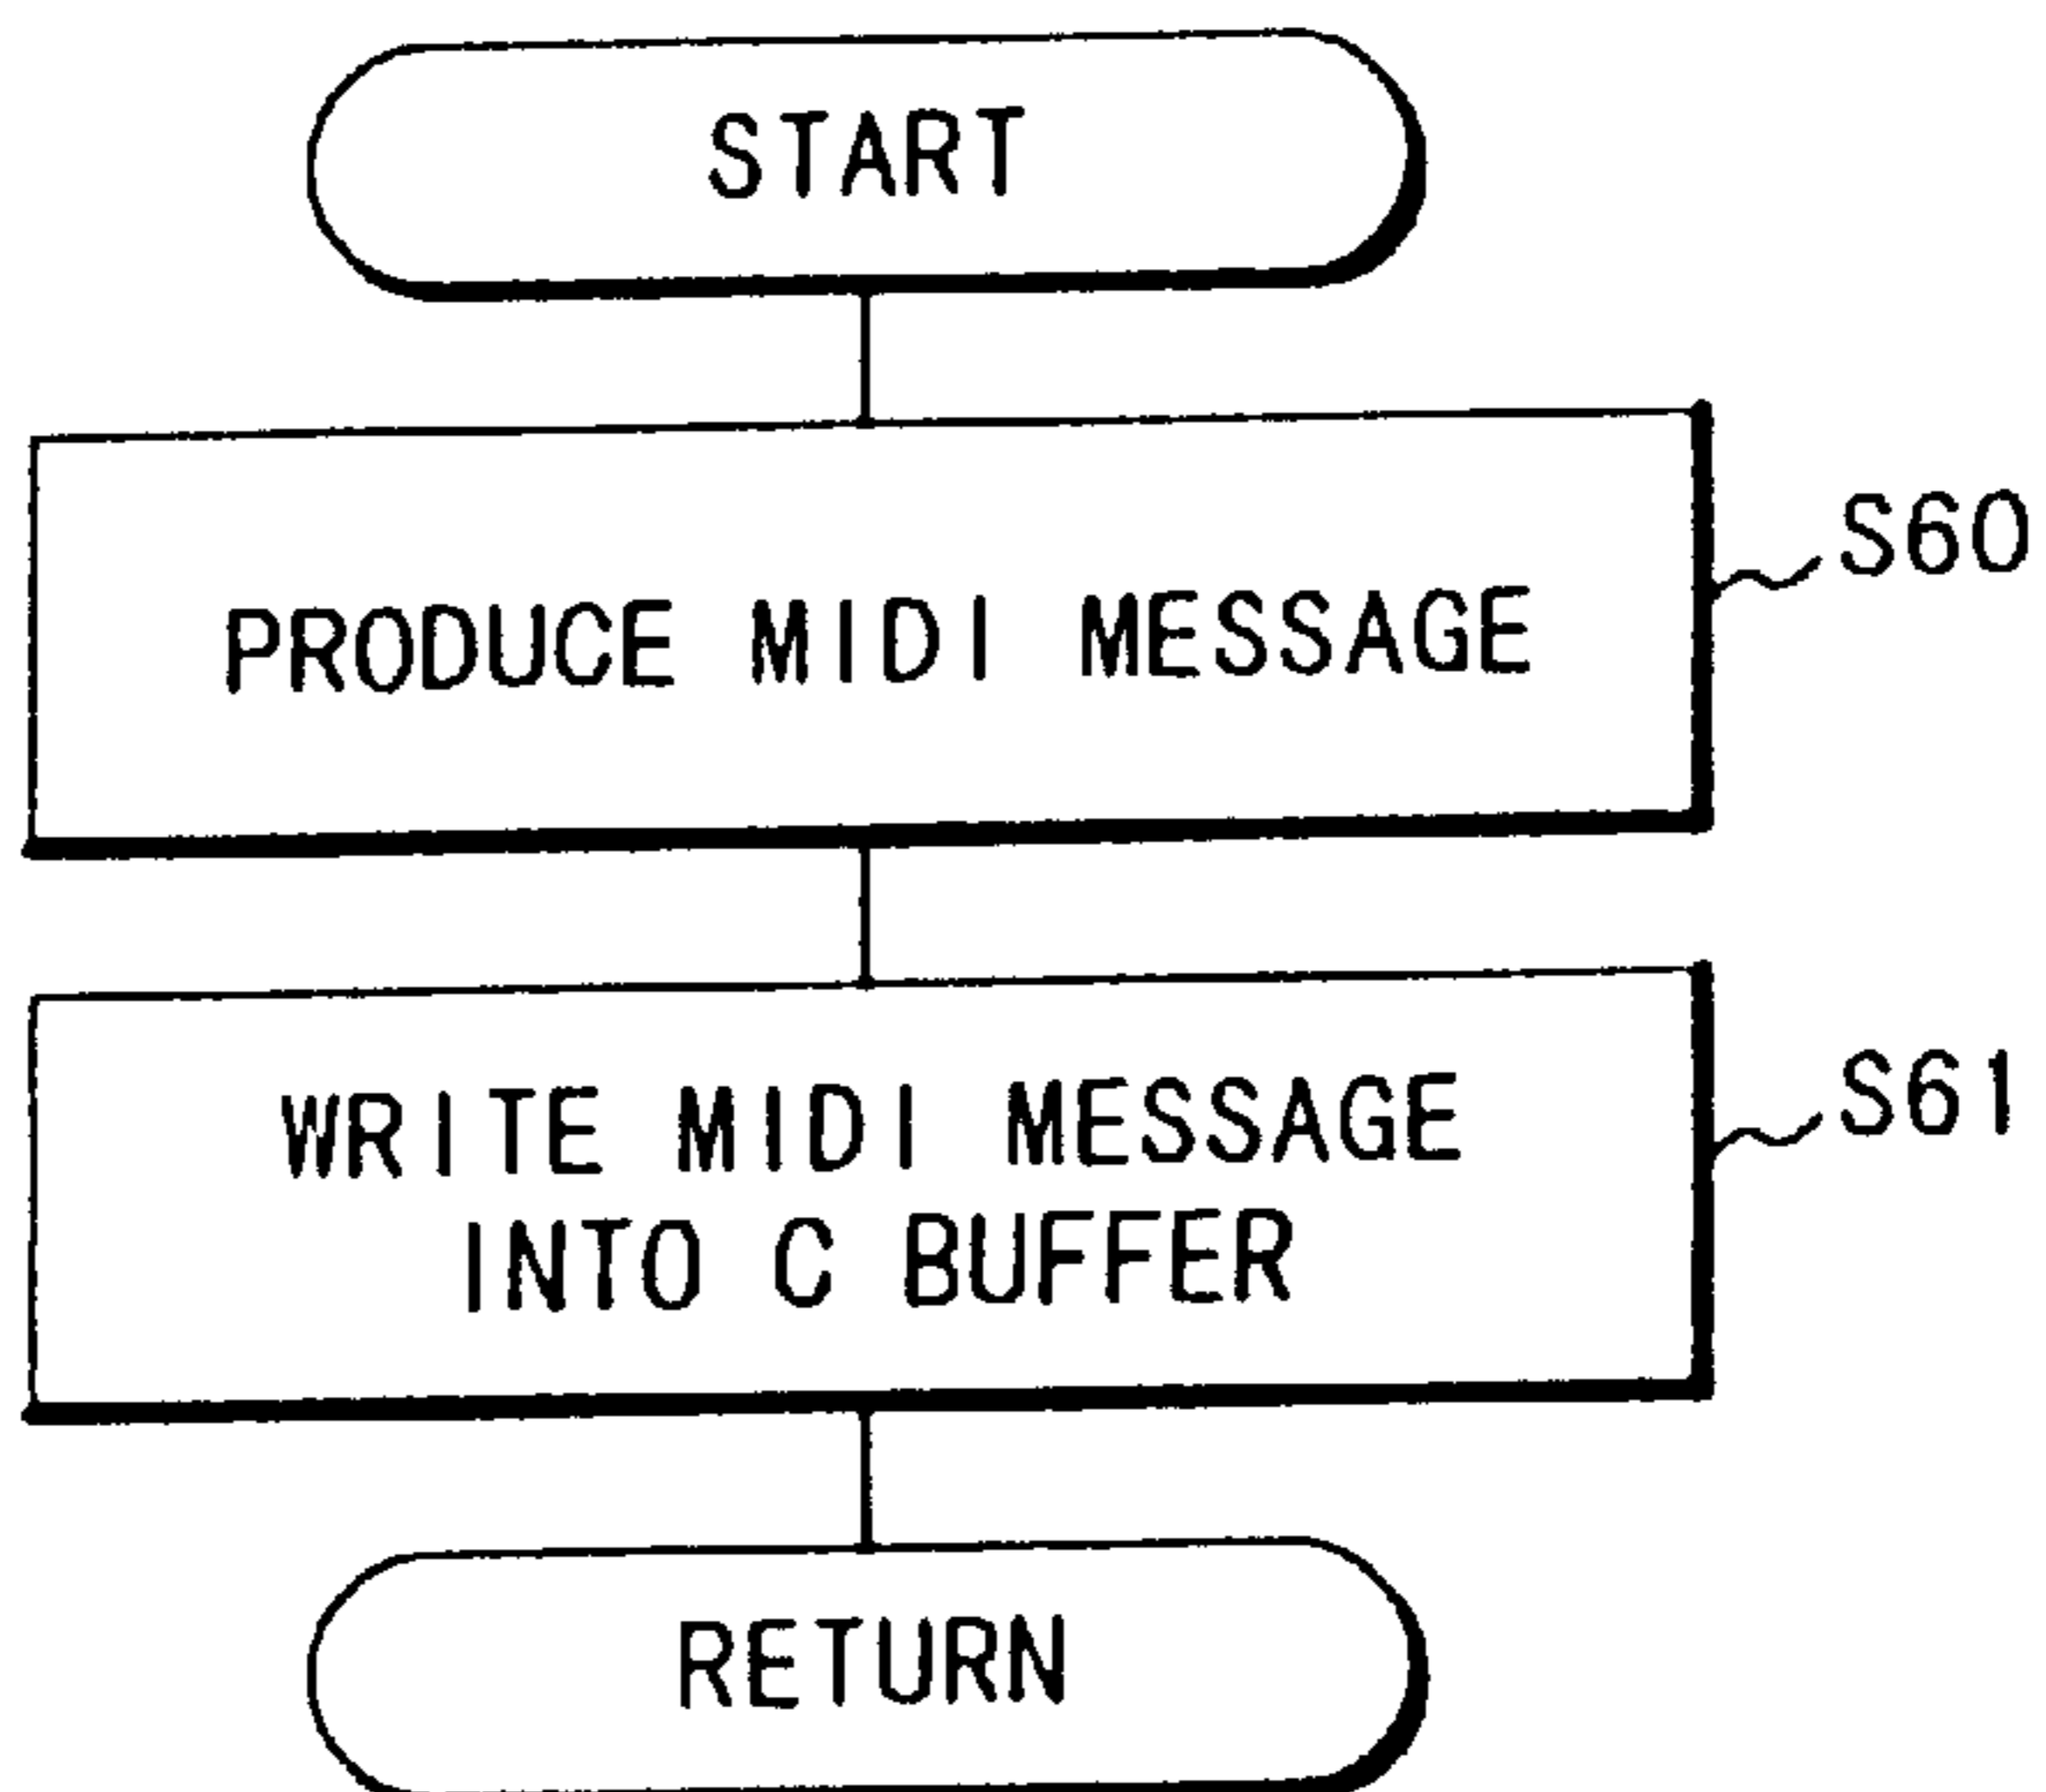 START
PRODUCE MIDI MESSAGE
S60
WRITE MIDI MESSAGE
INTO C BUFFER
S61
RETURN